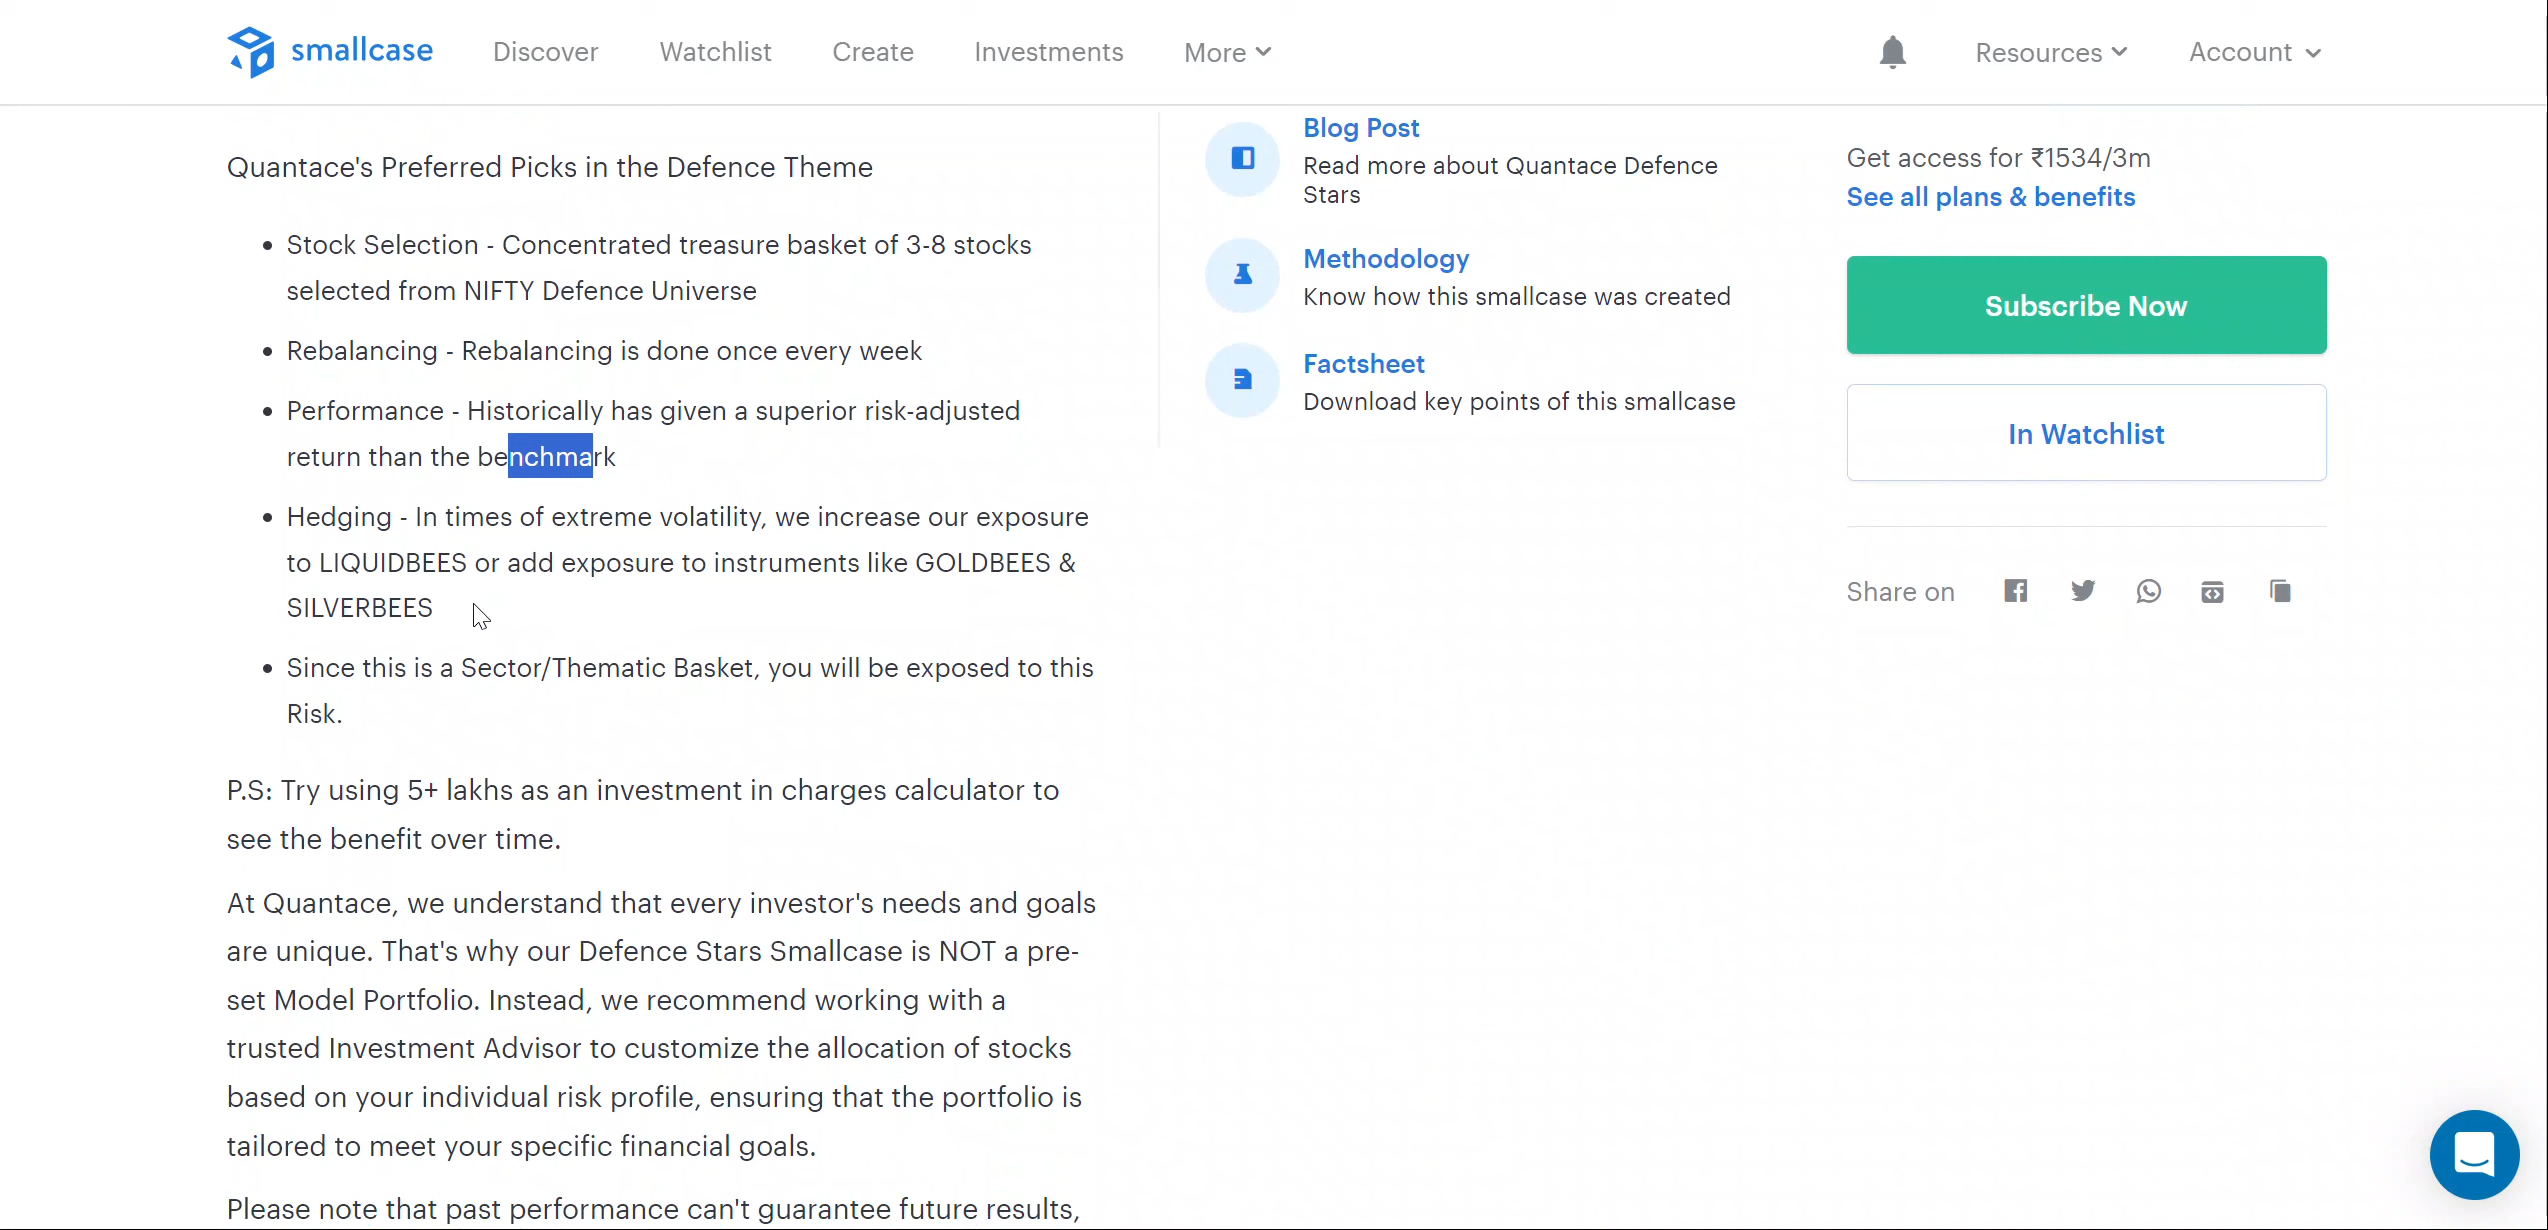 smallcase
Discover
Watchlist
Create
Investments
More
Resources
Account
Quantace's Preferred Picks in the Defence Theme
• Stock Selection - Concentrated treasure basket of 3-8 stocks
selected from NIFTY Defence Universe
• Rebalancing - Rebalancing is done once every week
• Performance - Historically has given a superior risk-adjusted
return than the benchmark
• Hedging - In times of extreme volatility, we increase our exposure
to LIQUIDBEES or add exposure to instruments like GOLDBEES &
SILVERBEES
• Since this is a Sector/Thematic Basket, you will be exposed to this
Risk.
P.S: Try using 5+ lakhs as an investment in charges calculator to
see the benefit over time.
At Quantace, we understand that every investor's needs and goals
are unique. That's why our Defence Stars Smallcase is NOT a pre-
set Model Portfolio. Instead, we recommend working with a
trusted Investment Advisor to customize the allocation of stocks
based on your individual risk profile, ensuring that the portfolio is
tailored to meet your specific financial goals.
Please note that past performance can't guarantee future results,
Blog Post
Read more about Quantace Defence
Stars
Methodology
Know how this smallcase was created
Factsheet
Download key points of this smallcase
Get access for ₹1534/3m
See all plans & benefits
Subscribe Now
In Watchlist
Share on